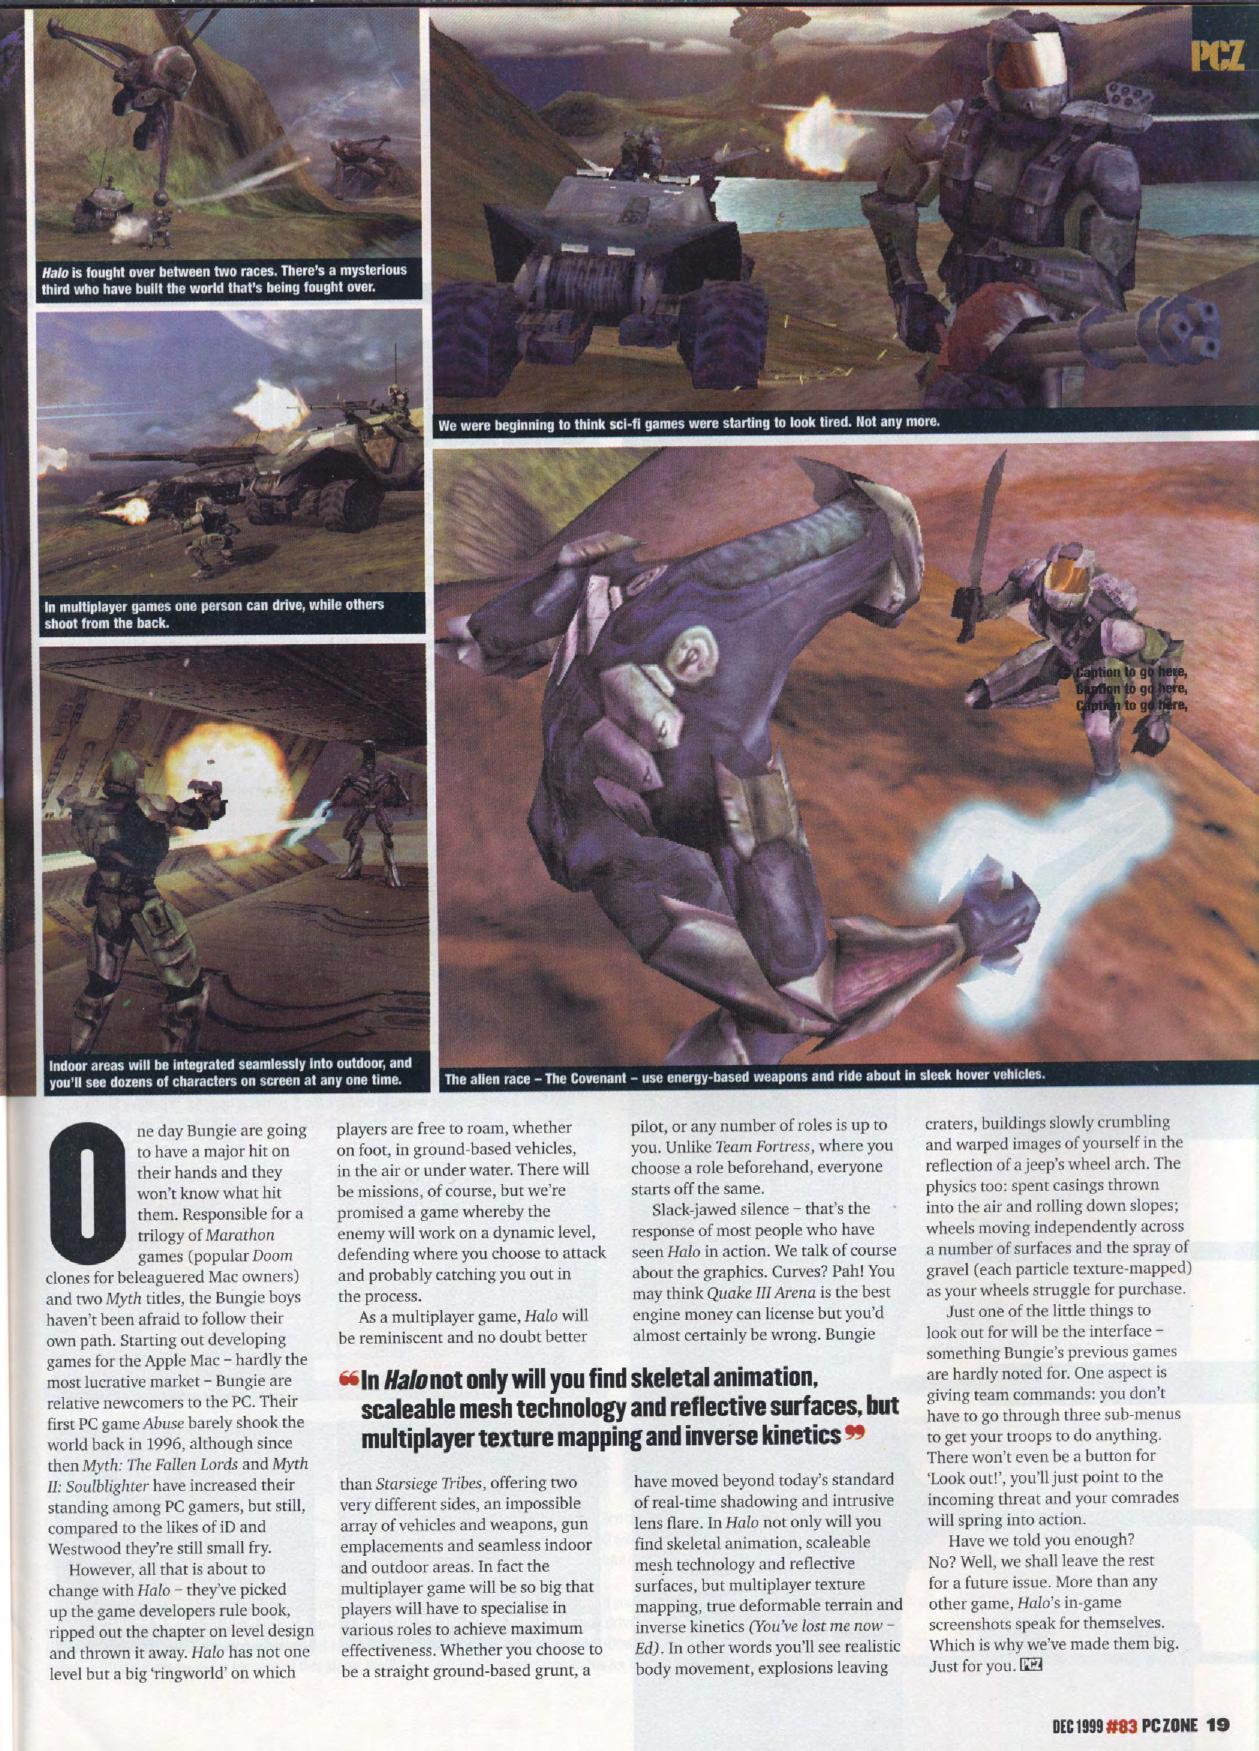 PCZ
Halo is fought over between two races. There's a mysterious
third who have built the world that's being fought over.
We were beginning to think sci-fi games were starting to look tired. Not any more.
In multiplayer games one person can drive, while others
shoot from the back.
Caption to go here,
Caption to go here,
Caption to go here,
Indoor areas will be integrated seamlessly into outdoor, and
you'll see dozens of characters on screen at any one time.
The alien race – The Covenant – use energy-based weapons and ride about in sleek hover vehicles.
One day Bungie are going
to have a major hit on
their hands and they
won't know what hit
them. Responsible for a
trilogy of Marathon
games (popular Doom
clones for beleaguered Mac owners)
and two Myth titles, the Bungie boys
haven't been afraid to follow their
own path. Starting out developing
games for the Apple Mac – hardly the
most lucrative market – Bungie are
relative newcomers to the PC. Their
first PC game Abuse barely shook the
world back in 1996, although since
then Myth: The Fallen Lords and Myth
II: Soulblighter have increased their
standing among PC gamers, but still,
compared to the likes of iD and
Westwood they're still small fry.
However, all that is about to
change with Halo – they've picked
up the game developers rule book,
ripped out the chapter on level design
and thrown it away. Halo has not one
level but a big 'ringworld' on which
players are free to roam, whether
on foot, in ground-based vehicles,
in the air or under water. There will
be missions, of course, but we're
promised a game whereby the
enemy will work on a dynamic level,
defending where you choose to attack
and probably catching you out in
the process.
As a multiplayer game, Halo will
be reminiscent and no doubt better
“In Halo not only will you find skeletal animation,
scaleable mesh technology and reflective surfaces, but
multiplayer texture mapping and inverse kinetics”
than Starsiege Tribes, offering two
very different sides, an impossible
array of vehicles and weapons, gun
emplacements and seamless indoor
and outdoor areas. In fact the
multiplayer game will be so big that
players will have to specialise in
various roles to achieve maximum
effectiveness. Whether you choose to
be a straight ground-based grunt, a
pilot, or any number of roles is up to
you. Unlike Team Fortress, where you
choose a role beforehand, everyone
starts off the same.
Slack-jawed silence – that's the
response of most people who have
seen Halo in action. We talk of course
about the graphics. Curves? Pah! You
may think Quake III Arena is the best
engine money can license but you'd
almost certainly be wrong. Bungie
have moved beyond today's standard
of real-time shadowing and intrusive
lens flare. In Halo not only will you
find skeletal animation, scaleable
mesh technology and reflective
surfaces, but multiplayer texture
mapping, true deformable terrain and
inverse kinetics (You've lost me now –
Ed). In other words you'll see realistic
body movement, explosions leaving
craters, buildings slowly crumbling
and warped images of yourself in the
reflection of a jeep's wheel arch. The
physics too: spent casings thrown
into the air and rolling down slopes;
wheels moving independently across
a number of surfaces and the spray of
gravel (each particle texture-mapped)
as your wheels struggle for purchase.
Just one of the little things to
look out for will be the interface –
something Bungie's previous games
are hardly noted for. One aspect is
giving team commands: you don't
have to go through three sub-menus
to get your troops to do anything.
There won't even be a button for
'Look out!', you'll just point to the
incoming threat and your comrades
will spring into action.
Have we told you enough?
No? Well, we shall leave the rest
for a future issue. More than any
other game, Halo's in-game
screenshots speak for themselves.
Which is why we've made them big.
Just for you. PCZ
DEC 1999 #83 PC ZONE 19